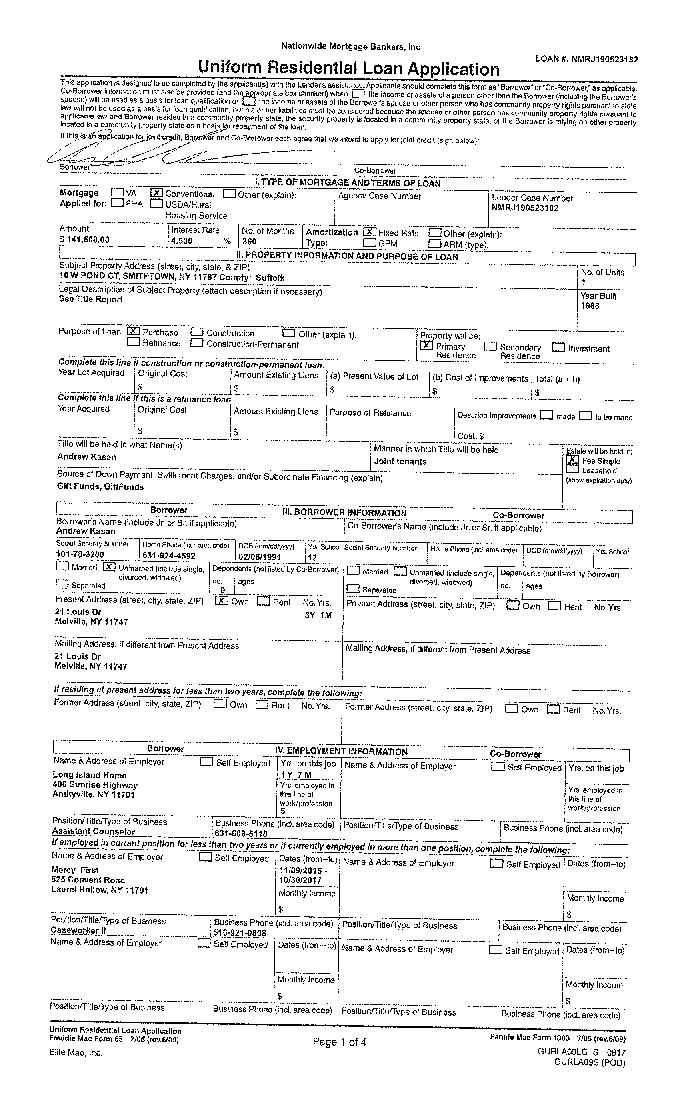 Nationwide Mortgage Bankers, Inc
LOAN #: NMRJ190523182
Uniform Residential Loan Application
This application is designed to be completed by the applicant(s) with the Lender's assistance. Applicants should complete this form as "Borrower" or "Co-Borrower," as applicable.
Co-Borrower information must also be provided (and the appropriate box checked) when the income or assets of a person other than the Borrower (including the Borrower's
spouse) will be used as a basis for loan qualification or the income or assets of the Borrower's spouse or other person who has community property rights pursuant to state
law will not be used as a basis for loan qualification, but his or her liabilities must be considered because the spouse or other person has community property rights pursuant to
applicable law and Borrower resides in a community property state, the security property is located in a community property state, or the Borrower is relying on other property
located in a community property state as a basis for repayment of the loan.
If this is an application for joint credit, Borrower and Co-Borrower each agree that we intend to apply for joint credit (sign below):
Borrower Co-Borrower
I. TYPE OF MORTGAGE AND TERMS OF LOAN
Mortgage VA X Conventional Other (explain): Agency Case Number Lender Case Number
Applied for: FHA USDA/Rural NMRJ190523182
Housing Service
Amount Interest Rate No. of Months Amortization X Fixed Rate Other (explain):
$ % 360 Type: GPM ARM (type):
II. PROPERTY INFORMATION AND PURPOSE OF LOAN
Subject Property Address (street, city, state, & ZIP) No. of Units
10 W POND CT, SMITHTOWN, NY 11787 County: Suffolk
Legal Description of Subject Property (attach description if necessary) Year Built
See Title Report
Purpose of Loan X Purchase Construction Other (explain): Property will be:
Refinance Construction-Permanent X Primary Residence Secondary Residence Investment
Complete this line if construction or construction-permanent loan.
Year Lot Acquired Original Cost Amount Existing Liens (a) Present Value of Lot (b) Cost of Improvements Total (a + b)
$ $ $ $ $
Complete this line if this is a refinance loan.
Year Acquired Original Cost Amount Existing Liens Purpose of Refinance Describe Improvements made to be made
$ $ Cost: $
Title will be held in what Name(s) Manner in which Title will be held Estate will be held in:
Andrew Kasen Joint tenants X Fee Simple
Source of Down Payment, Settlement Charges, and/or Subordinate Financing (explain) Leasehold
Gift Funds, GiftFunds (show expiration date)
Borrower III. BORROWER INFORMATION Co-Borrower
Borrower's Name (include Jr. or Sr. if applicable) Co-Borrower's Name (include Jr. or Sr. if applicable)
Andrew Kasen
Social Security Number Home Phone (incl. area code) DOB (mm/dd/yyyy) Yrs. School Social Security Number Home Phone (incl. area code) DOB (mm/dd/yyyy) Yrs. School
631-624-4592
Married X Unmarried (include single, divorced, widowed) Dependents (not listed by Co-Borrower) Married Unmarried (include single, divorced, widowed) Dependents (not listed by Borrower)
Separated no. 0 ages Separated no. ages
Present Address (street, city, state, ZIP) X Own Rent No. Yrs. Present Address (street, city, state, ZIP) Own Rent No. Yrs.
21 Louis Dr 3Y 1M
Melville, NY 11747
Mailing Address, if different from Present Address Mailing Address, if different from Present Address
21 Louis Dr
Melville, NY 11747
If residing at present address for less than two years, complete the following:
Former Address (street, city, state, ZIP) Own Rent No. Yrs. Former Address (street, city, state, ZIP) Own Rent No. Yrs.
Borrower IV. EMPLOYMENT INFORMATION Co-Borrower
Name & Address of Employer Self Employed Yrs. on this job Name & Address of Employer Self Employed Yrs. on this job
Long Island Home 1 Y 7 M
400 Sunrise Highway Yrs. employed in this line of work/profession Yrs. employed in this line of work/profession
Amityville, NY 11701
Position/Title/Type of Business Business Phone (incl. area code) Position/Title/Type of Business Business Phone (incl. area code)
Assistant Counselor
If employed in current position for less than two years or if currently employed in more than one position, complete the following:
Name & Address of Employer Self Employed Dates (from-to) Name & Address of Employer Self Employed Dates (from-to)
Mercy First
525 Convent Road
Laurel Hollow, NY 11791 Monthly Income Monthly Income
$ $
Position/Title/Type of Business Business Phone (incl. area code) Position/Title/Type of Business Business Phone (incl. area code)
Caseworker II
Name & Address of Employer Self Employed Dates (from-to) Name & Address of Employer Self Employed Dates (from-to)
Monthly Income Monthly Income
$ $
Position/Title/Type of Business Business Phone (incl. area code) Position/Title/Type of Business Business Phone (incl. area code)
Uniform Residential Loan Application
Freddie Mac Form 65 7/05 (rev.6/09) Page 1 of 4 Fannie Mae Form 1003 7/05 (rev.6/09)
Ellie Mae, Inc. GURLA09LG_S 0817
GURLA09S (POD)